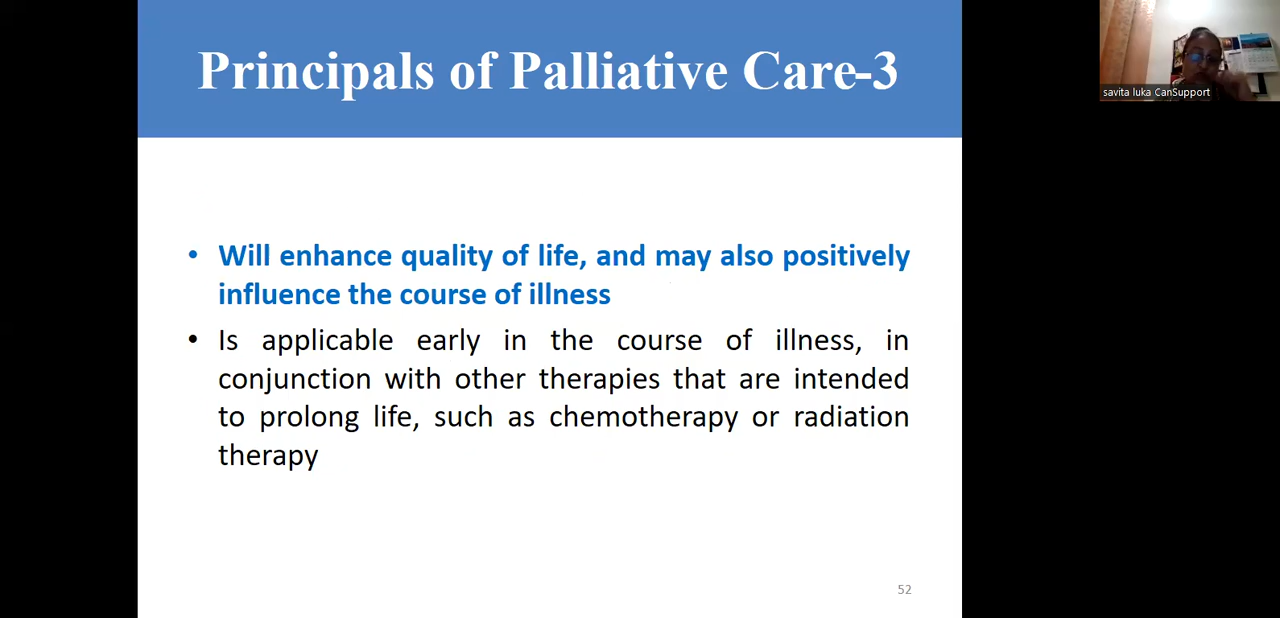 Principals of Palliative Care-3
savita luka CanSupport
• Will enhance quality of life, and may also positively
influence the course of illness
• Is applicable early in the course of illness, in
conjunction with other therapies that are intended
to prolong life, such as chemotherapy or radiation
therapy
52